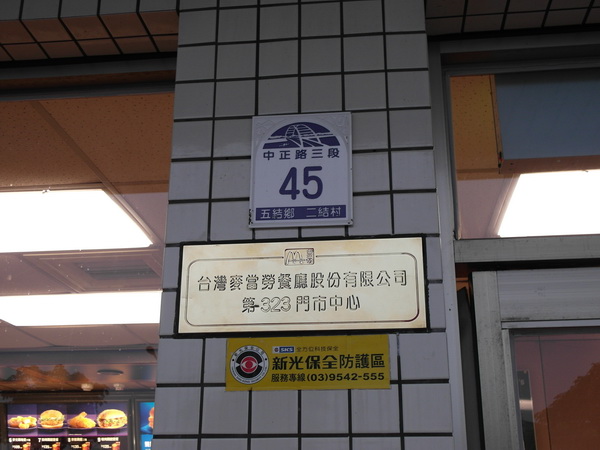 中正路三段
45
五結鄉 二結村
台灣麥當勞餐廳股份有限公司
第323門市中心
SKS
新光保全防護區
服務專線(03)9542-555